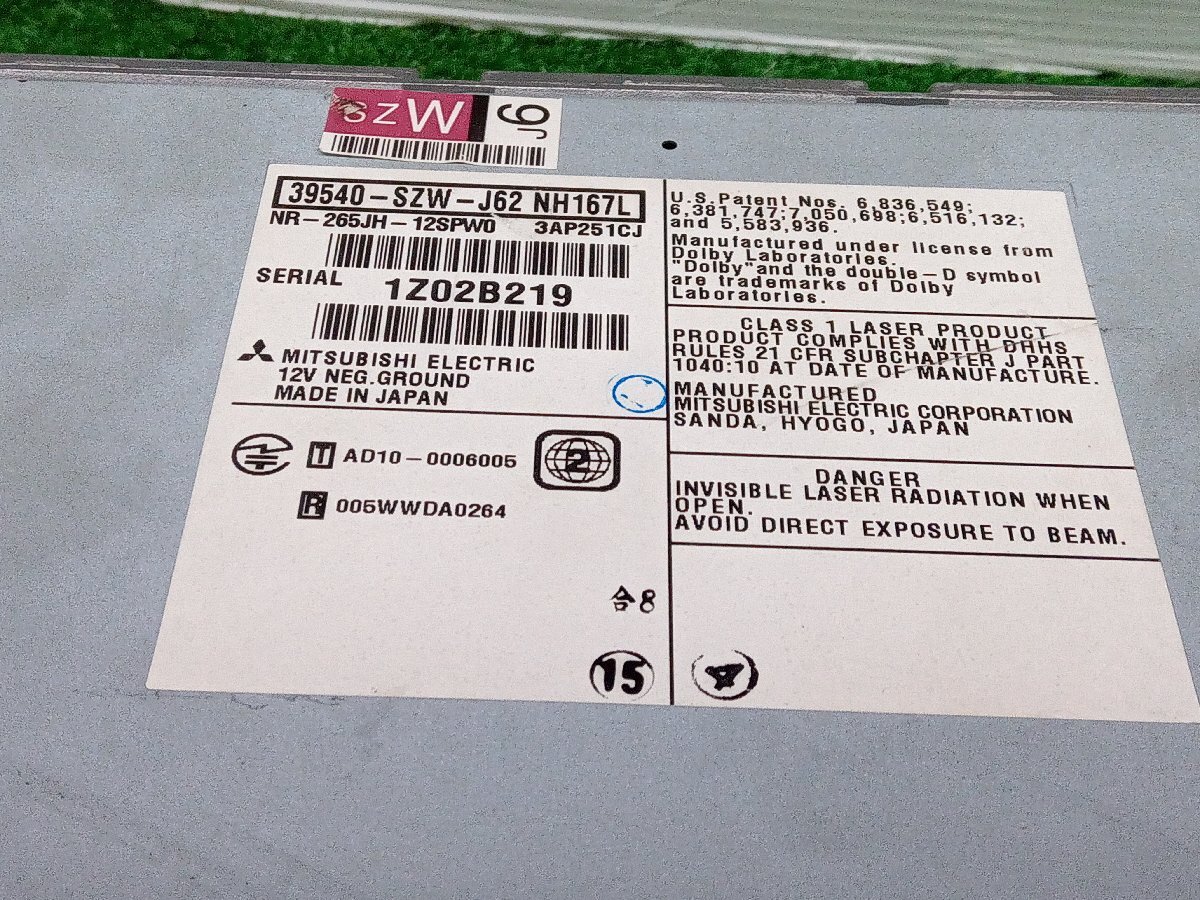 SZW J6
39540-SZW-J62 NH167L
NR-265JH-12SPW0 3AP251CJ
SERIAL 1Z02B219
MITSUBISHI ELECTRIC
12V NEG.GROUND
MADE IN JAPAN
T AD10-0006005
2
R 005WWDA0264
合8
15
U.S.Patent Nos. 6,836,549;
6,381,747;7,050,698;6,516,132;
and 5,583,936.
Manufactured under license from
Dolby Laboratories.
"Dolby"and the double-D symbol
are trademarks of Dolby
Laboratories.
CLASS 1 LASER PRODUCT
PRODUCT COMPLIES WITH DHHS
RULES 21 CFR SUBCHAPTER J PART
1040:10 AT DATE OF MANUFACTURE.
MANUFACTURED
MITSUBISHI ELECTRIC CORPORATION
SANDA, HYOGO, JAPAN
DANGER
INVISIBLE LASER RADIATION WHEN
OPEN.
AVOID DIRECT EXPOSURE TO BEAM.